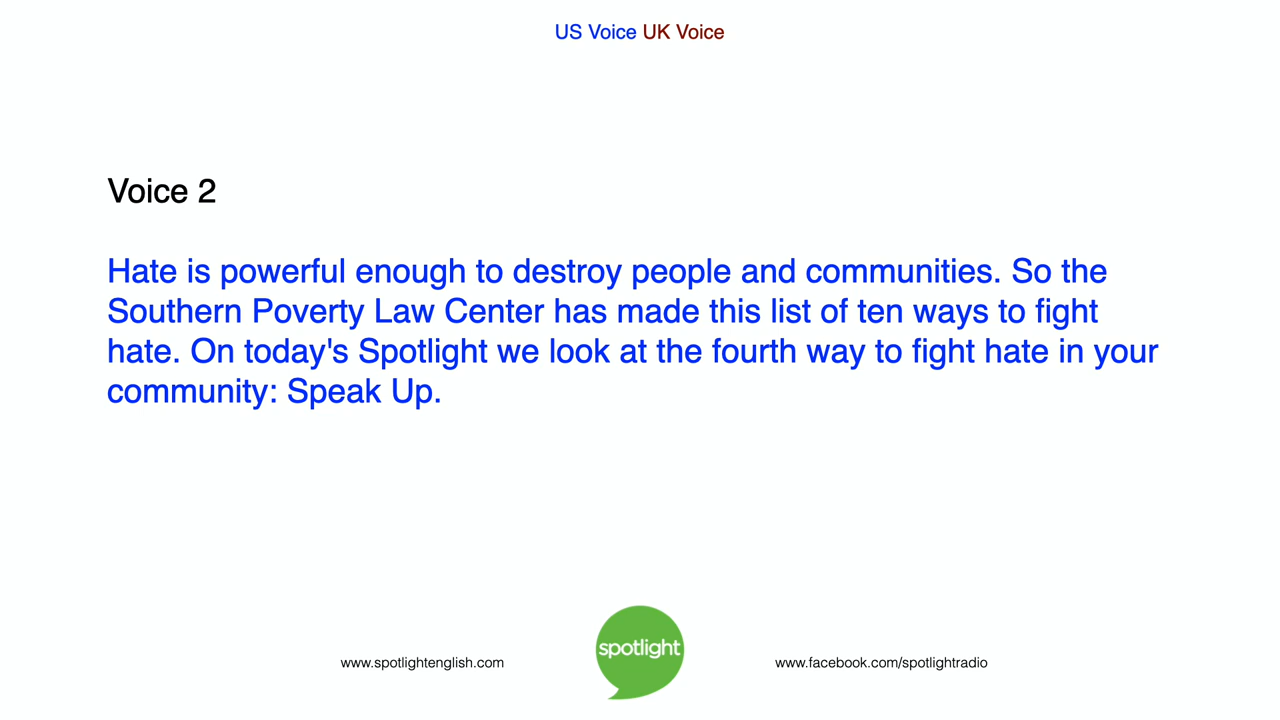 US Voice UK Voice
Voice 2
Hate is powerful enough to destroy people and communities. So the
Southern Poverty Law Center has made this list of ten ways to fight
hate. On today's Spotlight we look at the fourth way to fight hate in your
community: Speak Up.
www.spotlightenglish.com
spotlight
www.facebook.com/spotlightradio